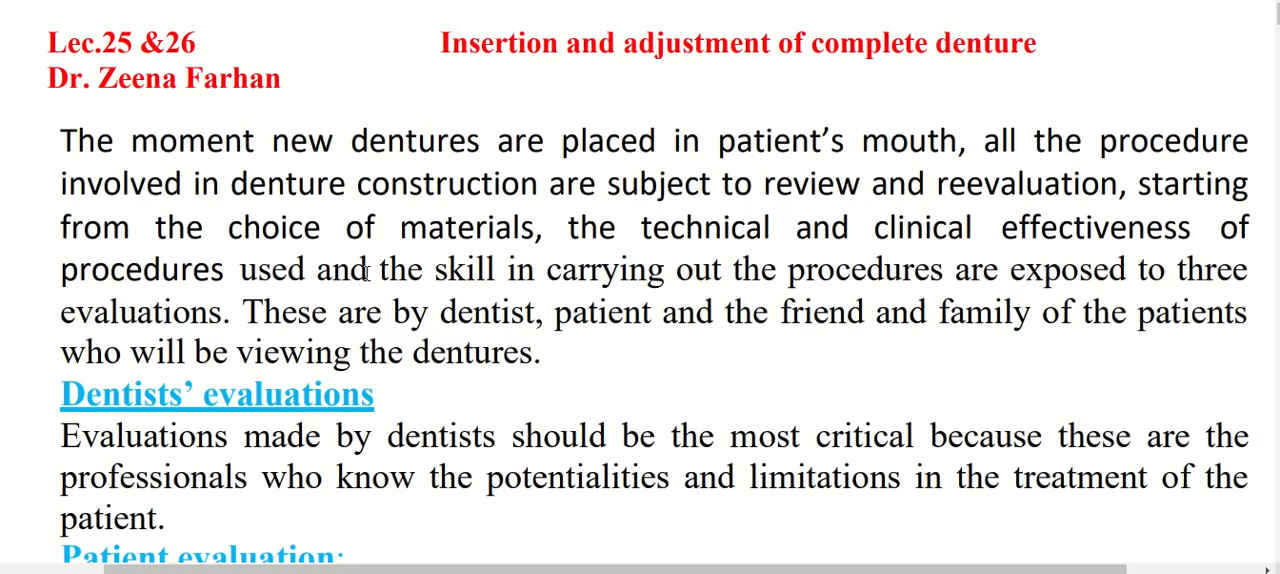 Lec.25 &26 Insertion and adjustment of complete denture
Dr. Zeena Farhan
The moment new dentures are placed in patient’s mouth, all the procedure
involved in denture construction are subject to review and reevaluation, starting
from the choice of materials, the technical and clinical effectiveness of
procedures used and the skill in carrying out the procedures are exposed to three
evaluations. These are by dentist, patient and the friend and family of the patients
who will be viewing the dentures.
Dentists’ evaluations
Evaluations made by dentists should be the most critical because these are the
professionals who know the potentialities and limitations in the treatment of the
patient.
Patient evaluation: